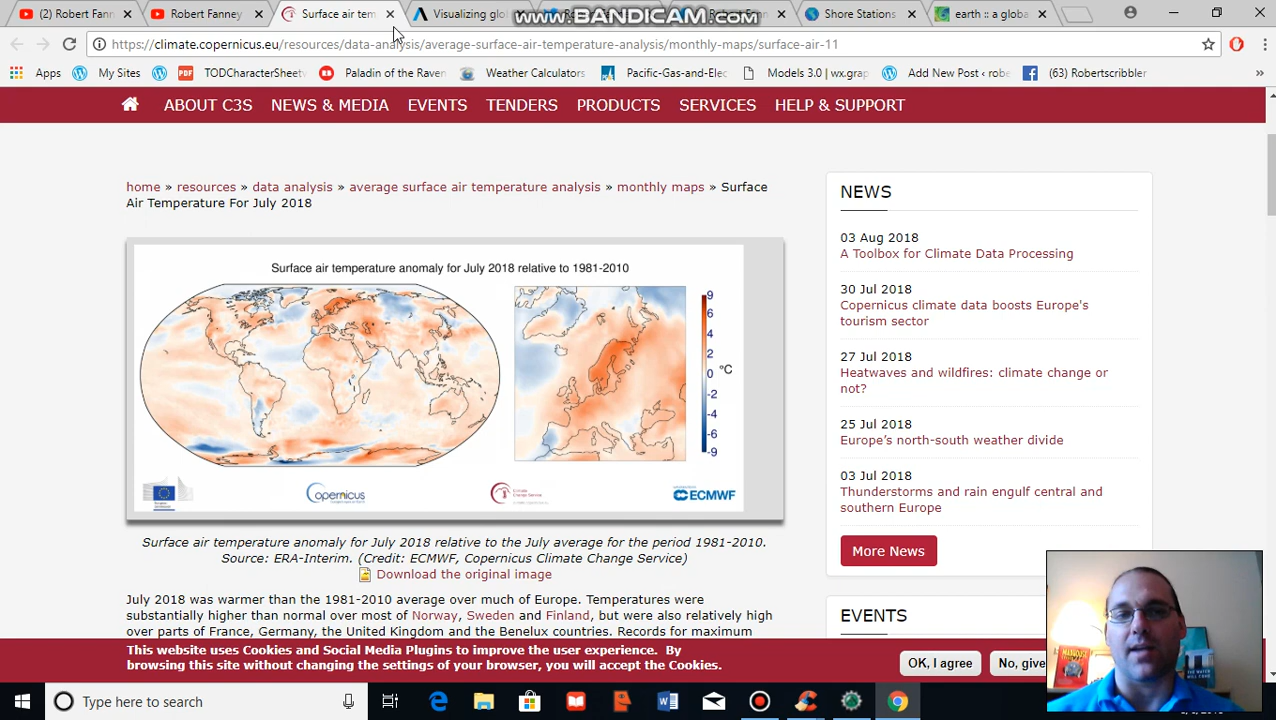 (2) Robert Fann
Robert Fanney
Surface air tem
Visualizing glo
Shore Stations
earth :: a globa
www.BANDICAM.com
https://climate.copernicus.eu/resources/data-analysis/average-surface-air-temperature-analysis/monthly-maps/surface-air-11
Apps
My Sites
TODCharacterSheet
Paladin of the Raven
Weather Calculators
Pacific-Gas-and-Elec
Models 3.0 | wx.grap
Add New Post ‹ robe
(63) Robertscribbler
ABOUT C3S NEWS & MEDIA EVENTS TENDERS PRODUCTS SERVICES HELP & SUPPORT
home » resources » data analysis » average surface air temperature analysis » monthly maps » Surface
Air Temperature For July 2018
Surface air temperature anomaly for July 2018 relative to 1981-2010
9
6
4
2
0
-2
-4
-6
-9
°C
Copernicus
Climate
Change Service
ECMWF
Surface air temperature anomaly for July 2018 relative to the July average for the period 1981-2010.
Source: ERA-Interim. (Credit: ECMWF, Copernicus Climate Change Service)
Download the original image
July 2018 was warmer than the 1981-2010 average over much of Europe. Temperatures were
substantially higher than normal over most of Norway, Sweden and Finland, but were also relatively high
over parts of France, Germany, the United Kingdom and the Benelux countries. Records for maximum
NEWS
03 Aug 2018
A Toolbox for Climate Data Processing
30 Jul 2018
Copernicus climate data boosts Europe's
tourism sector
27 Jul 2018
Heatwaves and wildfires: climate change or
not?
25 Jul 2018
Europe's north-south weather divide
03 Jul 2018
Thunderstorms and rain engulf central and
southern Europe
More News
EVENTS
This website uses Cookies and Social Media Plugins to improve the user experience. By
browsing this site without changing the settings of your browser, you will accept the Cookies.
OK, I agree
No, give
Type here to search